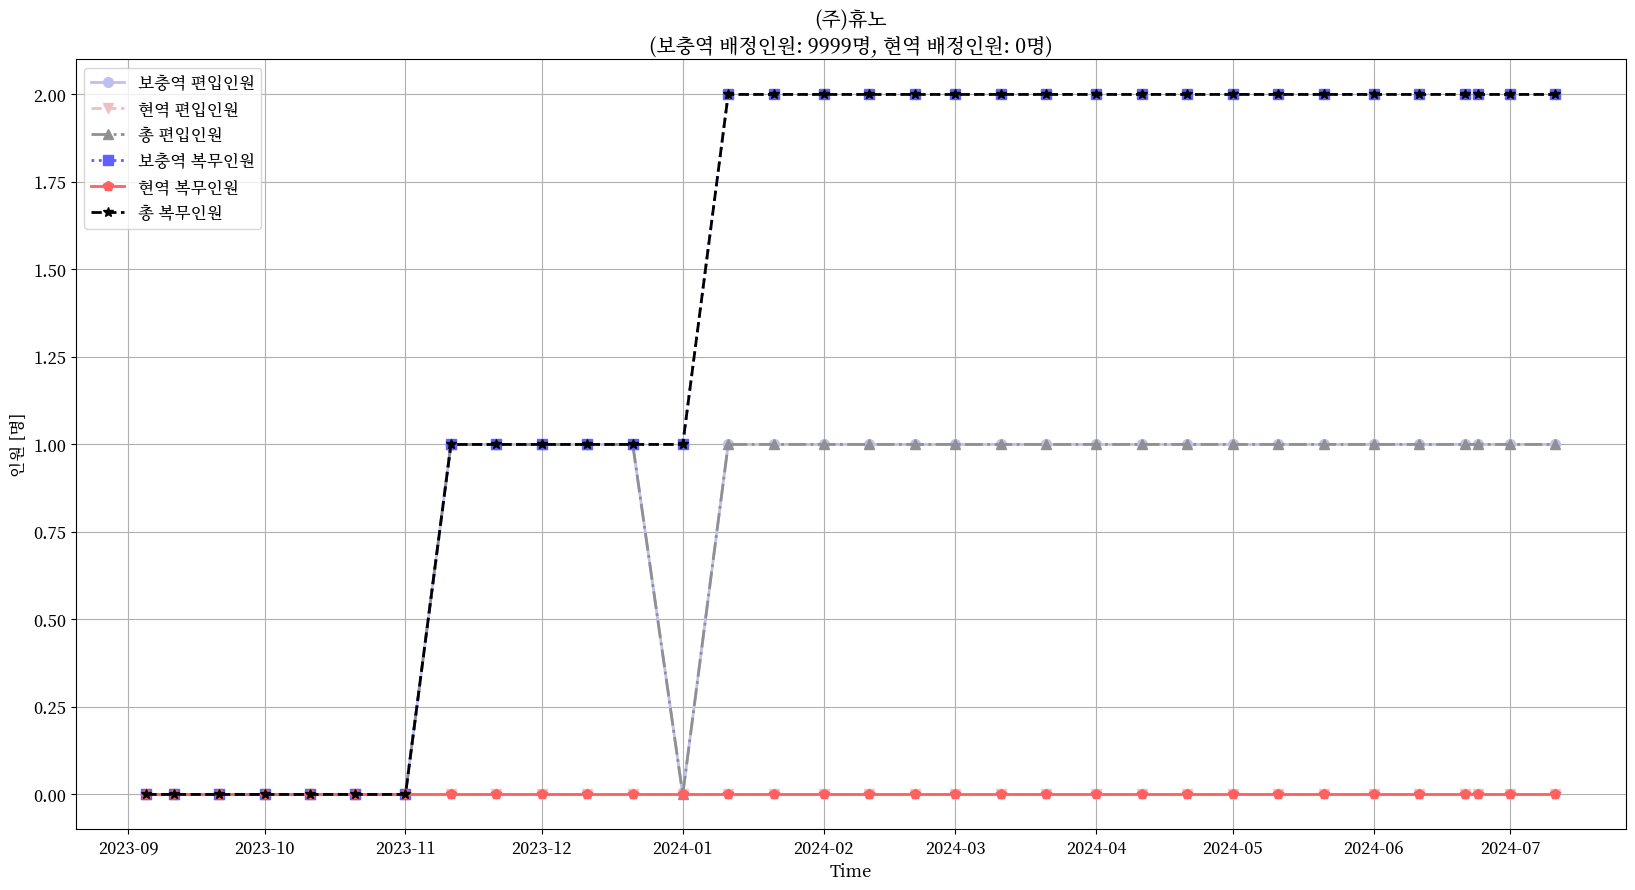 (주)휴노
(보충역 배정인원: 9999명, 현역 배정인원: 0명)
보충역 편입인원
현역 편입인원
총 편입인원
보충역 복무인원
현역 복무인원
총 복무인원
2.00
1.75
1.50
1.25
1.00
0.75
0.50
0.25
0.00
인원 [명]
2023-09 2023-10 2023-11 2023-12 2024-01 2024-02 2024-03 2024-04 2024-05 2024-06 2024-07
Time